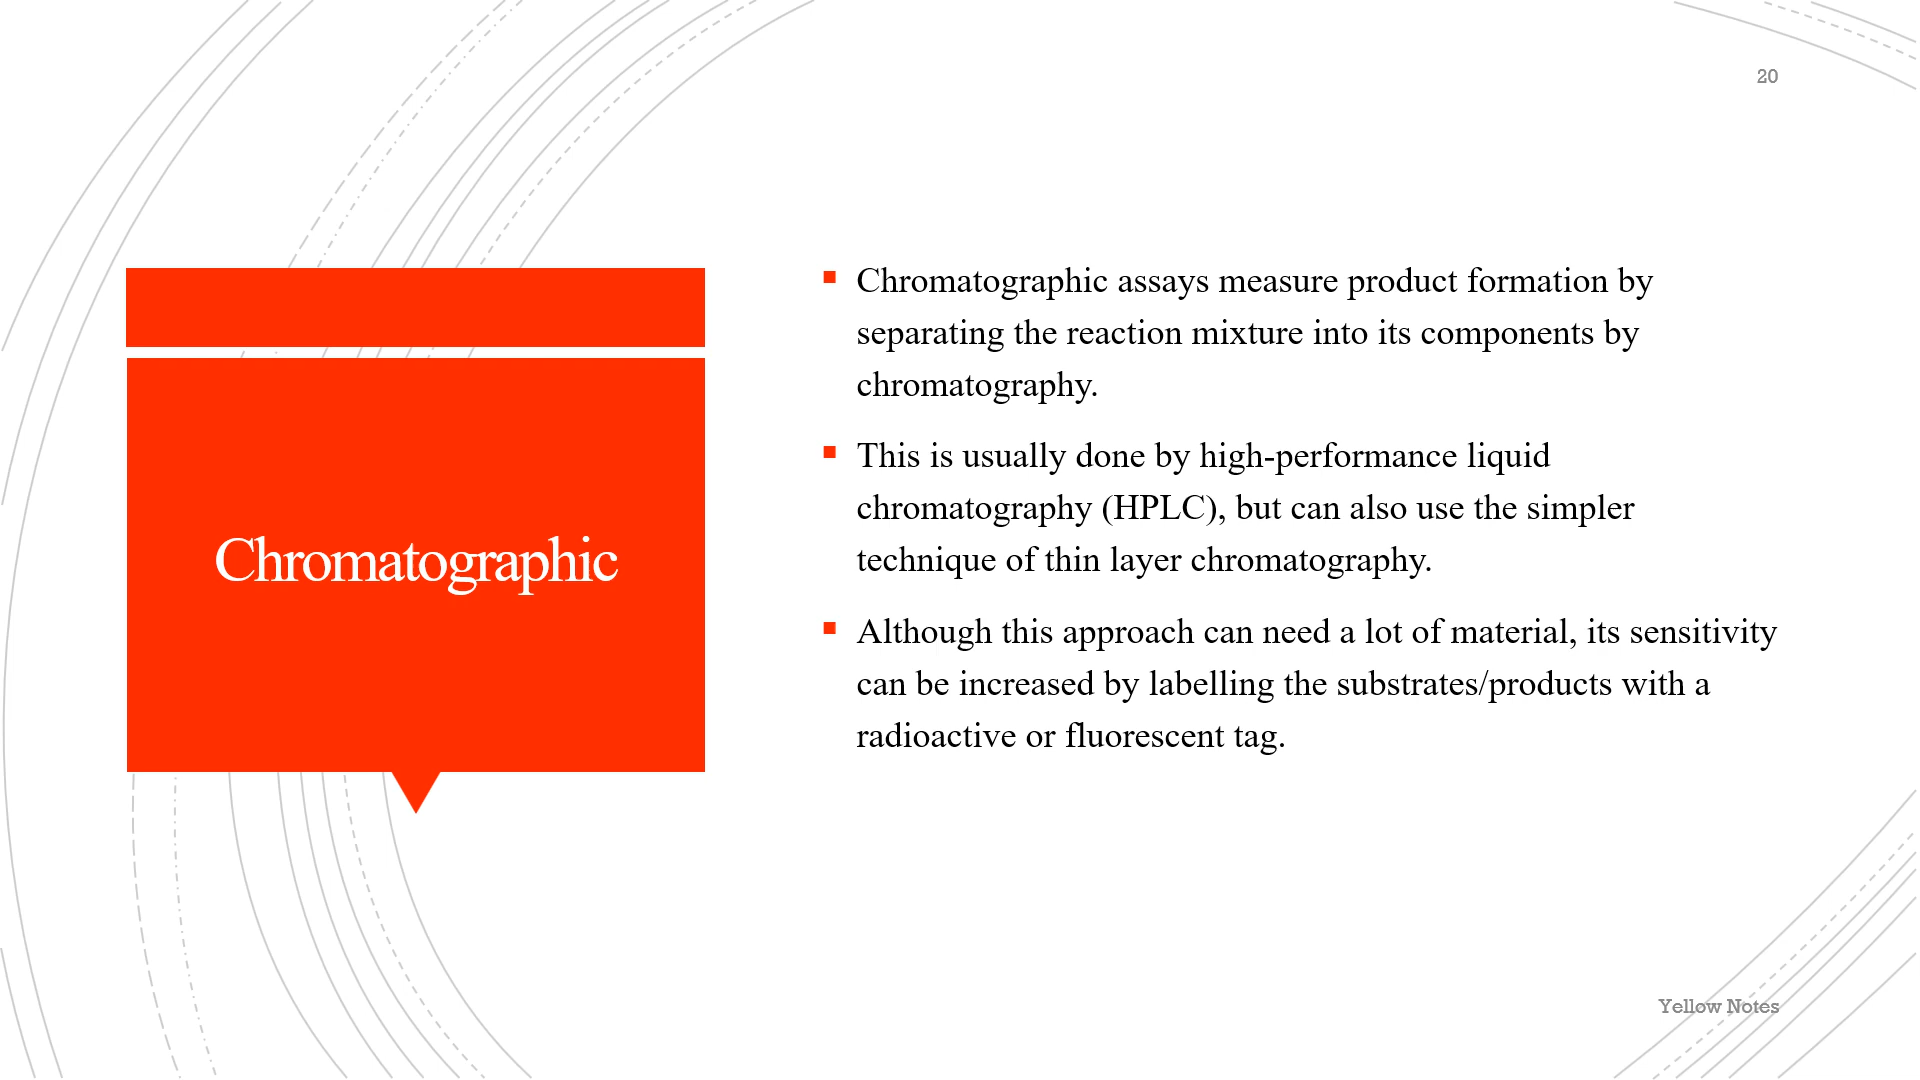 20
Chromatographic
Chromatographic assays measure product formation by
separating the reaction mixture into its components by
chromatography.
This is usually done by high-performance liquid
chromatography (HPLC), but can also use the simpler
technique of thin layer chromatography.
Although this approach can need a lot of material, its sensitivity
can be increased by labelling the substrates/products with a
radioactive or fluorescent tag.
Yellow Notes